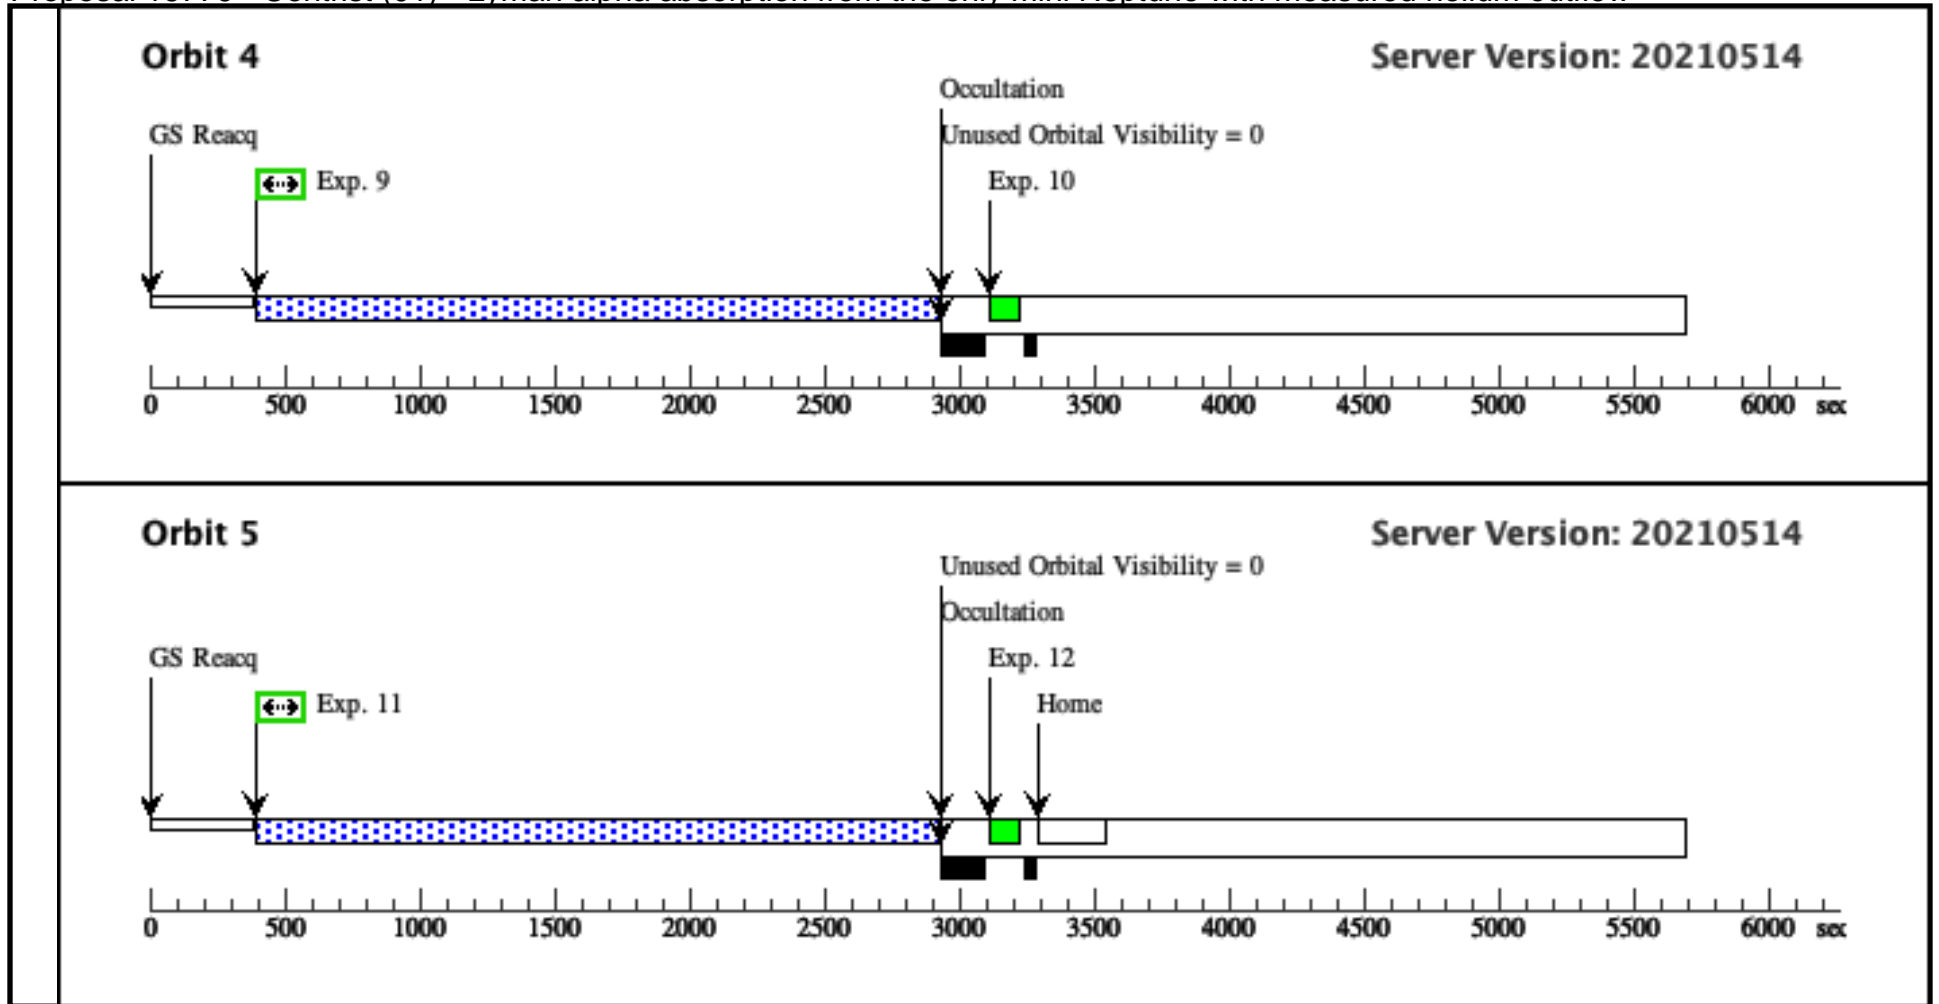 Orbit 4
Server Version: 20210514
Occultation
GS Reacq
Unused Orbital Visibility = 0
Exp. 9
Exp. 10
0 500 1000 1500 2000 2500 3000 3500 4000 4500 5000 5500 6000 sec
Orbit 5
Server Version: 20210514
Unused Orbital Visibility = 0
Occultation
GS Reacq
Exp. 12
Exp. 11
Home
0 500 1000 1500 2000 2500 3000 3500 4000 4500 5000 5500 6000 sec